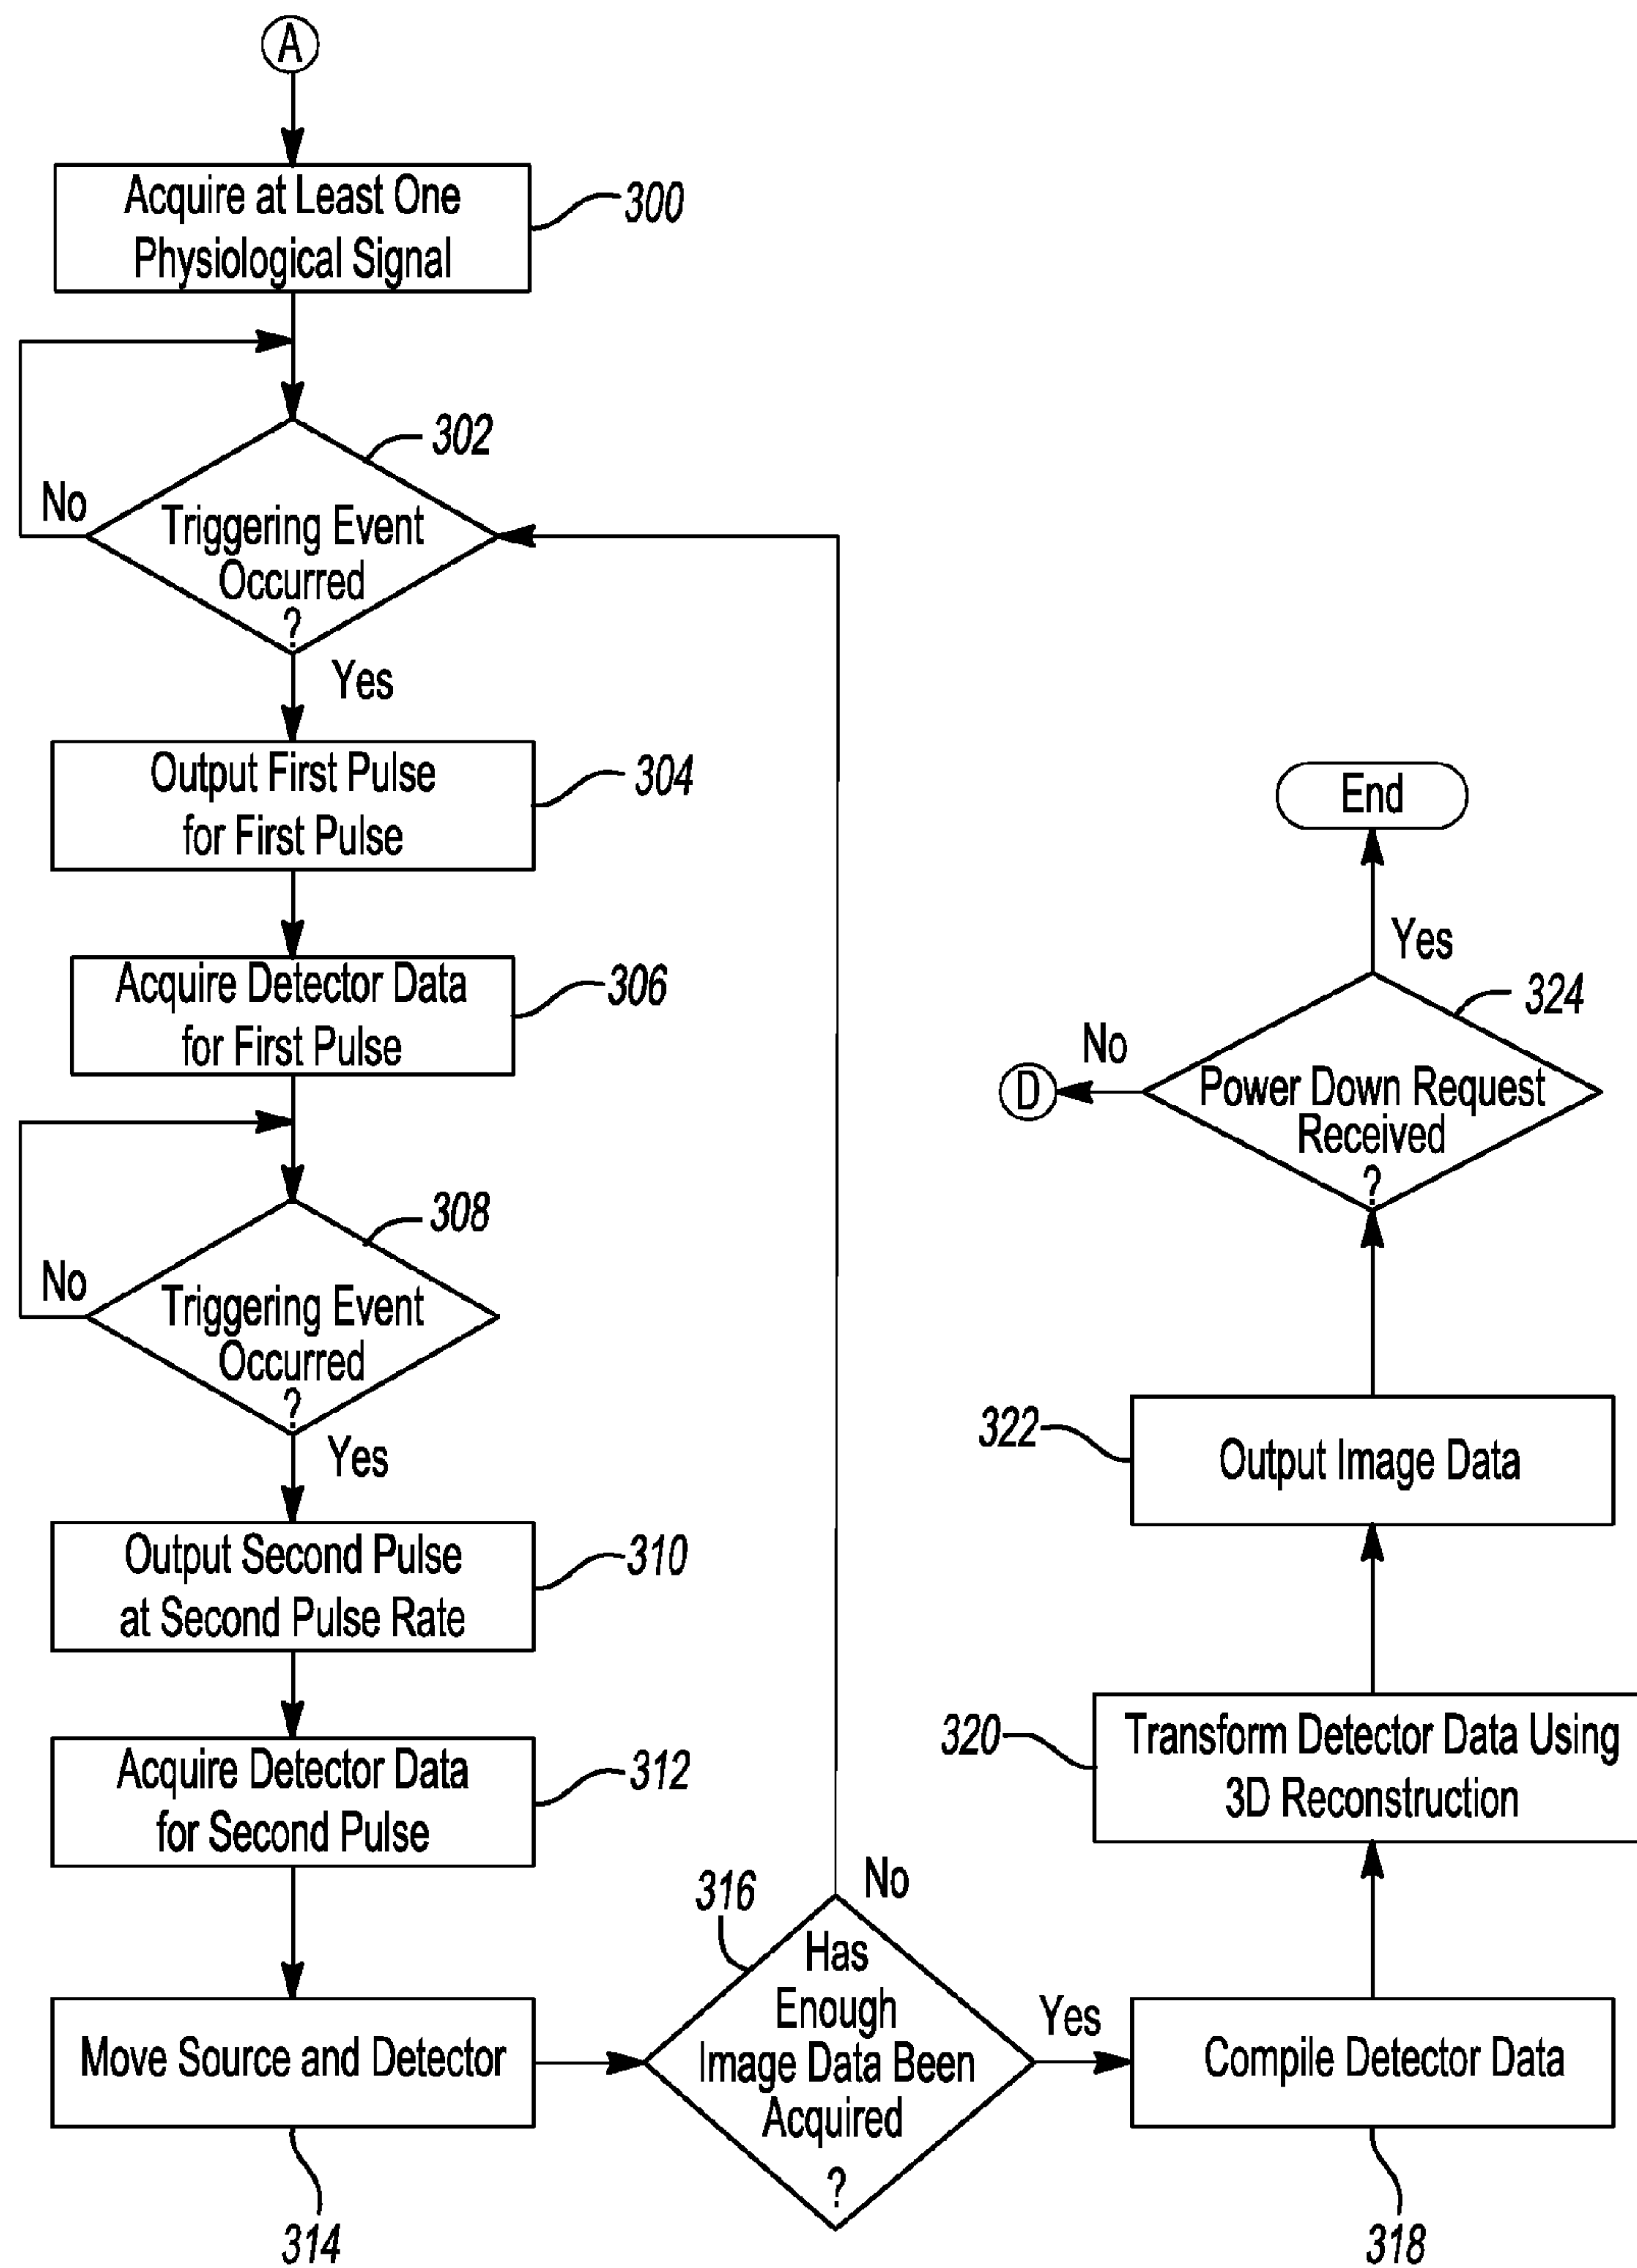 A
Acquire at Least One
Physiological Signal
300
302
No
Triggering Event
Occurred
?
Yes
Output First Pulse
for First Pulse
304
Acquire Detector Data
for First Pulse
306
308
No
Triggering Event
Occurred
?
Yes
Output Second Pulse
at Second Pulse Rate
310
Acquire Detector Data
for Second Pulse
312
Move Source and Detector
314
316
No
Has
Enough
Image Data Been
Acquired
?
Yes
Compile Detector Data
318
320
Transform Detector Data Using
3D Reconstruction
322
Output Image Data
324
Power Down Request
Received
?
No
D
Yes
End